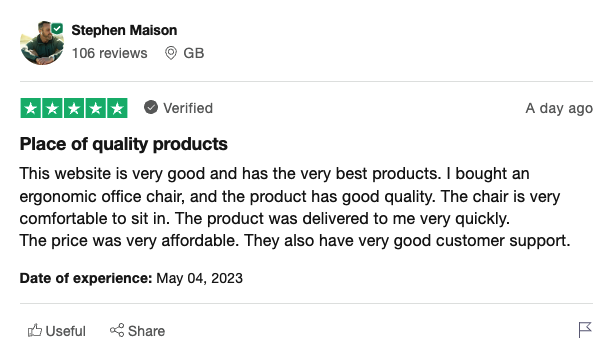 Stephen Maison
106 reviews GB
Verified A day ago
Place of quality products
This website is very good and has the very best products. I bought an
ergonomic office chair, and the product has good quality. The chair is very
comfortable to sit in. The product was delivered to me very quickly.
The price was very affordable. They also have very good customer support.
Date of experience: May 04, 2023
Useful Share